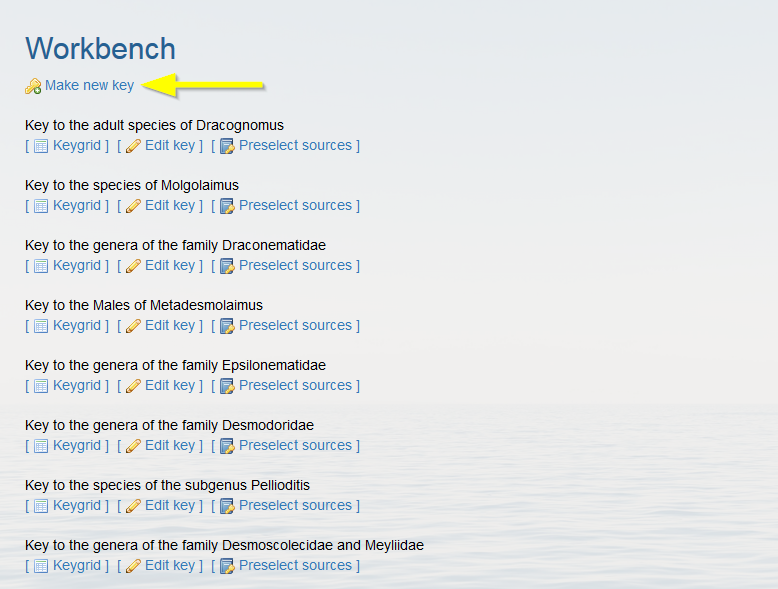 Workbench
Make new key
Key to the adult species of Dracognomus
[ Keygrid ] [ Edit key ] [ Preselect sources ]
Key to the species of Molgolaimus
[ Keygrid ] [ Edit key ] [ Preselect sources ]
Key to the genera of the family Draconematidae
[ Keygrid ] [ Edit key ] [ Preselect sources ]
Key to the Males of Metadesmolaimus
[ Keygrid ] [ Edit key ] [ Preselect sources ]
Key to the genera of the family Epsilonematidae
[ Keygrid ] [ Edit key ] [ Preselect sources ]
Key to the genera of the family Desmodoridae
[ Keygrid ] [ Edit key ] [ Preselect sources ]
Key to the species of the subgenus Pellioditis
[ Keygrid ] [ Edit key ] [ Preselect sources ]
Key to the genera of the family Desmoscolecidae and Meyliidae
[ Keygrid ] [ Edit key ] [ Preselect sources ]